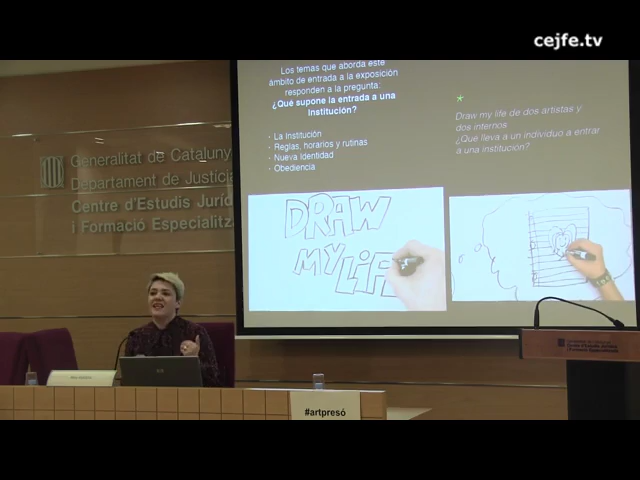 cejfe.tv
Los temas que aborda este
ámbito de entrada a la exposición
responden a la pregunta:
¿Qué supone la entrada a una
Institución?
- La Institución
- Reglas, horarios y rutinas
- Nueva Identidad
- Obediencia
*
Draw my life de dos artistas y
dos internos
¿Qué lleva a un individuo a entrar
a una institución?
DRAW
MY LIF
Generalitat de Cataluny
Departament de Justícia
Centre d'Estudis Juríd
i Formació Especialitz
#artpresó